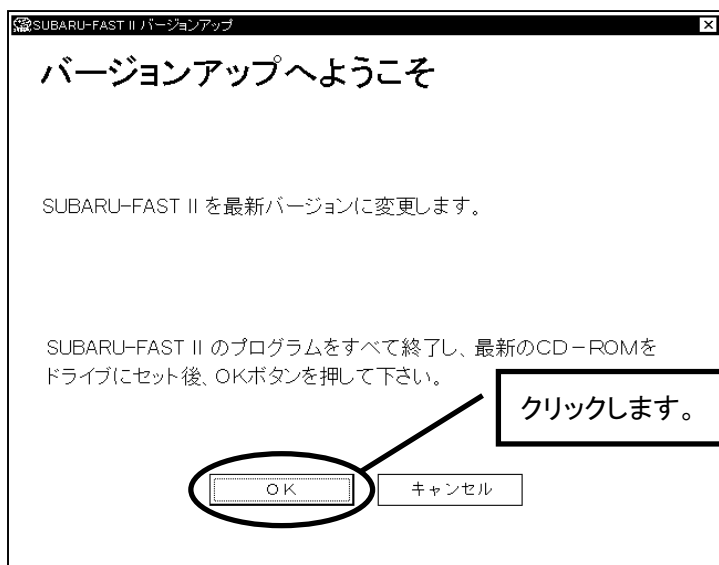 SUBARU-FAST II バージョンアップ
バージョンアップへようこそ
SUBARU-FAST II を最新バージョンに変更します。
SUBARU-FAST II のプログラムをすべて終了し、最新のCD－ROMを
ドライブにセット後、OKボタンを押して下さい。
クリックします。
OK
キャンセル